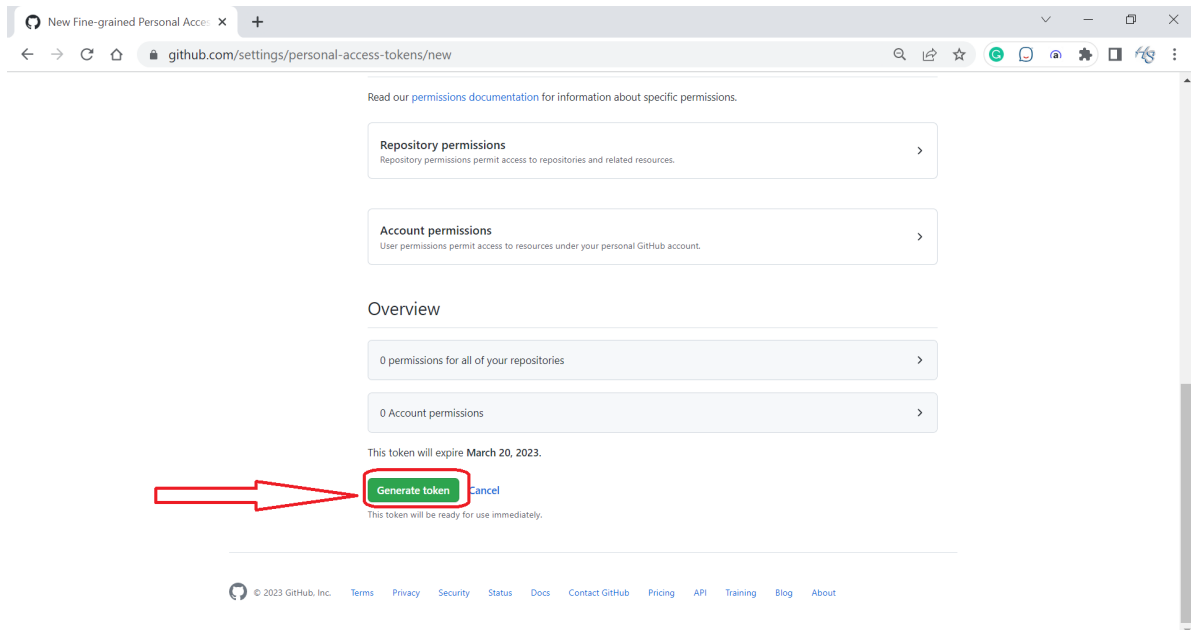 New Fine-grained Personal Acces
github.com/settings/personal-access-tokens/new
Read our permissions documentation for information about specific permissions.
Repository permissions
Repository permissions permit access to repositories and related resources.
Account permissions
User permissions permit access to resources under your personal GitHub account.
Overview
0 permissions for all of your repositories
0 Account permissions
This token will expire March 20, 2023.
Generate token Cancel
This token will be ready for use immediately.
© 2023 GitHub, Inc. Terms Privacy Security Status Docs Contact GitHub Pricing API Training Blog About